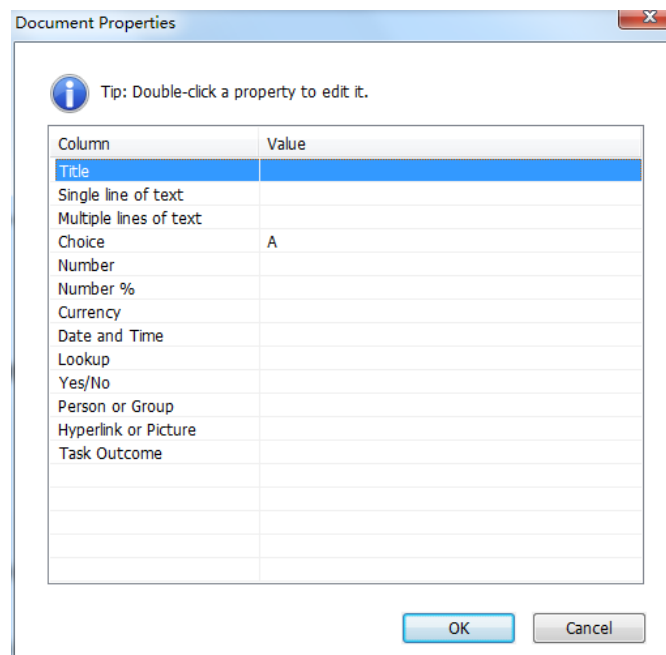 Document Properties
Tip: Double-click a property to edit it.
Column Value
Title
Single line of text
Multiple lines of text
Choice A
Number
Number %
Currency
Date and Time
Lookup
Yes/No
Person or Group
Hyperlink or Picture
Task Outcome
OK Cancel